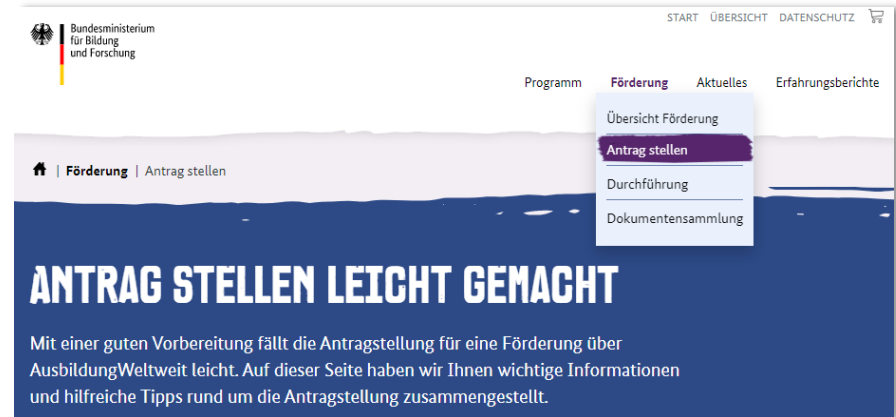 START ÜBERSICHT DATENSCHUTZ
Bundesministerium
für Bildung
und Forschung
Programm Förderung Aktuelles Erfahrungsberichte
Übersicht Förderung
Antrag stellen
Durchführung
Dokumentensammlung
| Förderung | Antrag stellen
ANTRAG STELLEN LEICHT GEMACHT
Mit einer guten Vorbereitung fällt die Antragstellung für eine Förderung über
AusbildungWeltweit leicht. Auf dieser Seite haben wir Ihnen wichtige Informationen
und hilfreiche Tipps rund um die Antragstellung zusammengestellt.